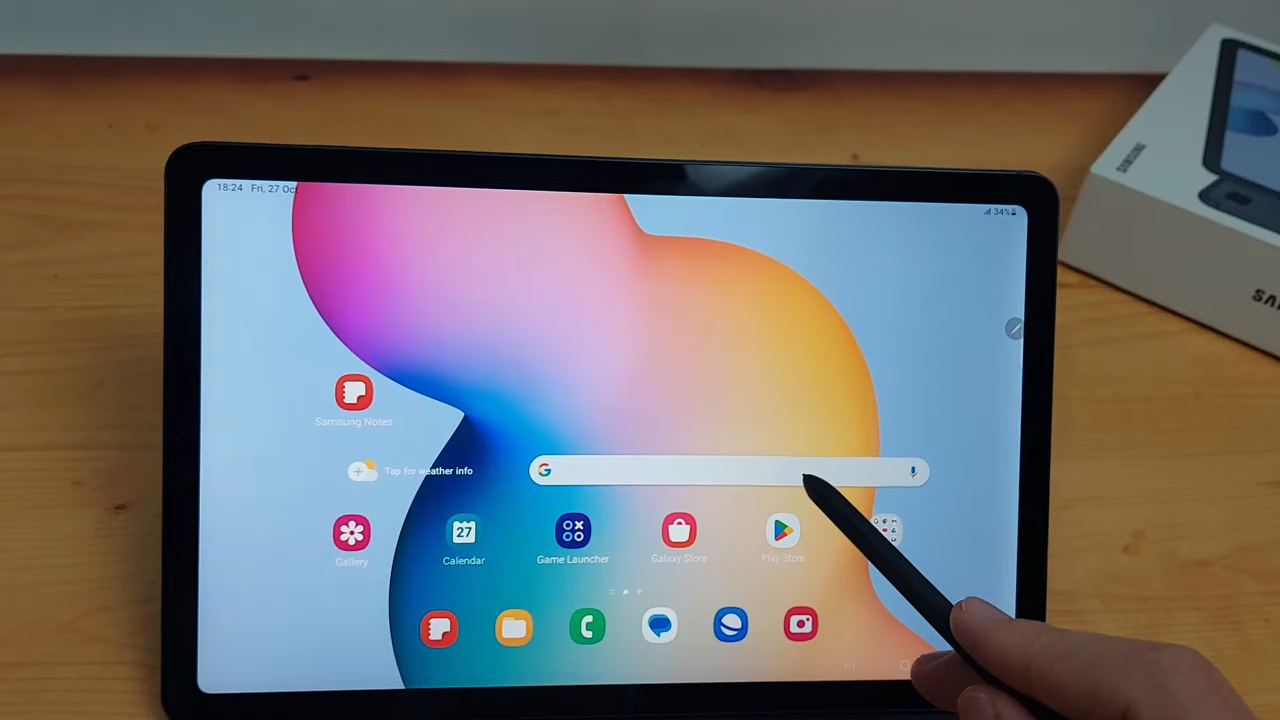 18:24 Fri, 27 Oct
34%
SAMSUNG
Samsung Notes
Tap for weather info
Gallery
27
Calendar
Game Launcher
Galaxy Store
Play Store